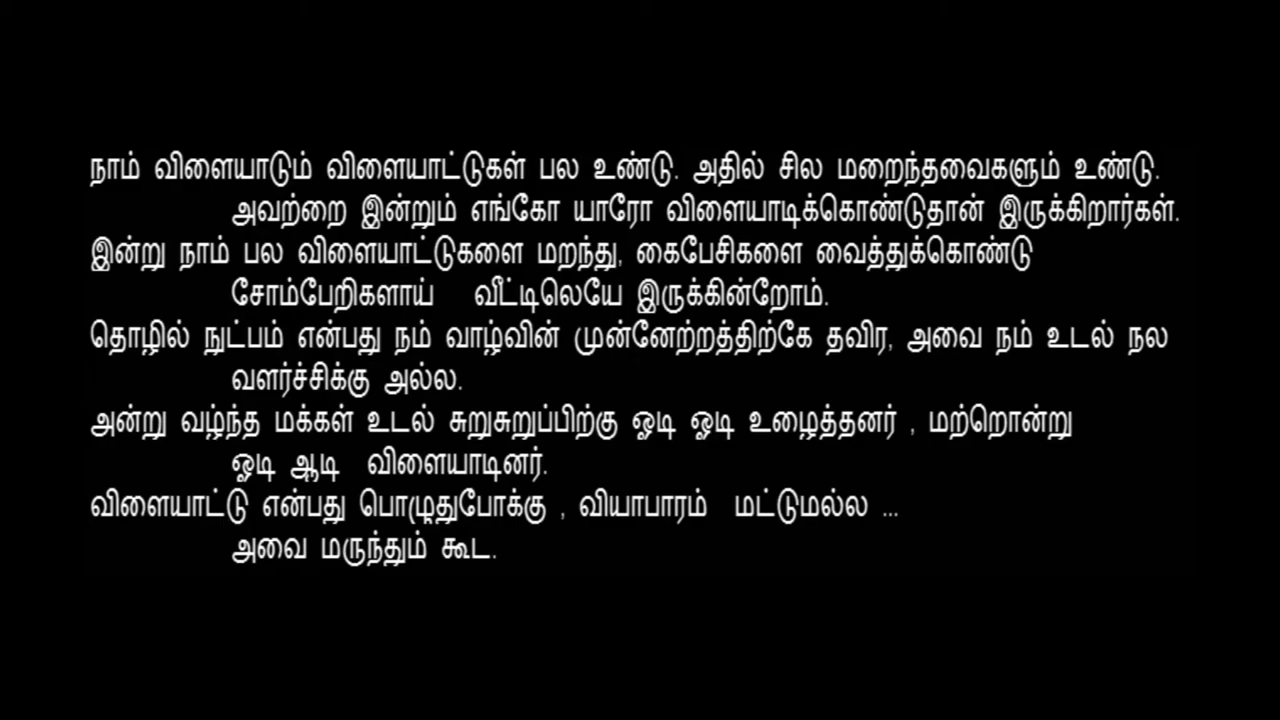 நாம் விளையாடும் விளையாட்டுகள் பல உண்டு. அதில் சில மறைந்தவைகளும் உண்டு.
அவற்றை இன்றும் எங்கோ யாரோ விளையாடிக்கொண்டுதான் இருக்கிறார்கள்.
இன்று நாம் பல விளையாட்டுகளை மறந்து, கைபேசிகளை வைத்துக்கொண்டு
சோம்பேறிகளாய் வீட்டிலெயே இருக்கின்றோம்.
தொழில் நுட்பம் என்பது நம் வாழ்வின் முன்னேற்றத்திற்கே தவிர, அவை நம் உடல் நல
வளர்ச்சிக்கு அல்ல.
அன்று வழ்ந்த மக்கள் உடல் சுறுசுறுப்பிற்கு ஓடி ஓடி உழைத்தனர் , மற்றொன்று
ஓடி ஆடி விளையாடினர்.
விளையாட்டு என்பது பொழுதுபோக்கு , வியாபாரம் மட்டுமல்ல ...
அவை மருந்தும் கூட.